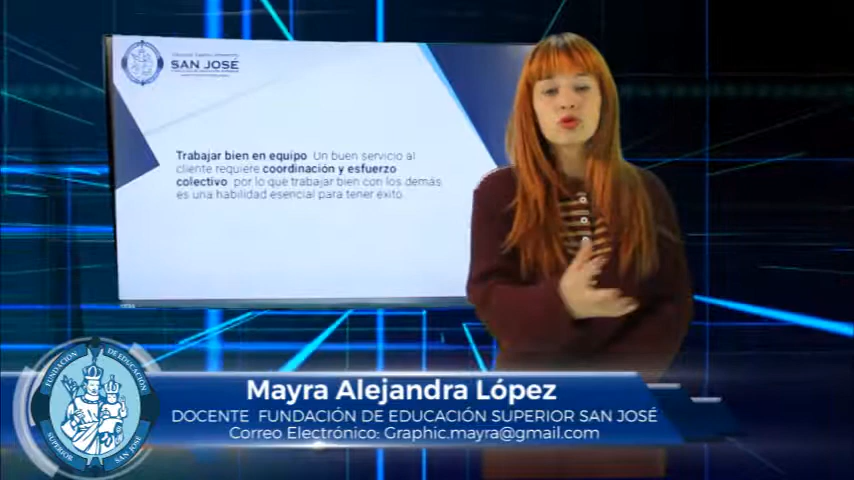 SAN JOSÉ
Trabajar bien en equipo Un buen servicio al
cliente requiere coordinación y esfuerzo
colectivo por lo que trabajar bien con los demás
es una habilidad esencial para tener éxito.
Mayra Alejandra López
DOCENTE FUNDACIÓN DE EDUCACIÓN SUPERIOR SAN JOSÉ
Correo Electrónico: Graphic.mayra@gmail.com
FUNDACIÓN DE EDUCACIÓN
SUPERIOR SAN JOSÉ